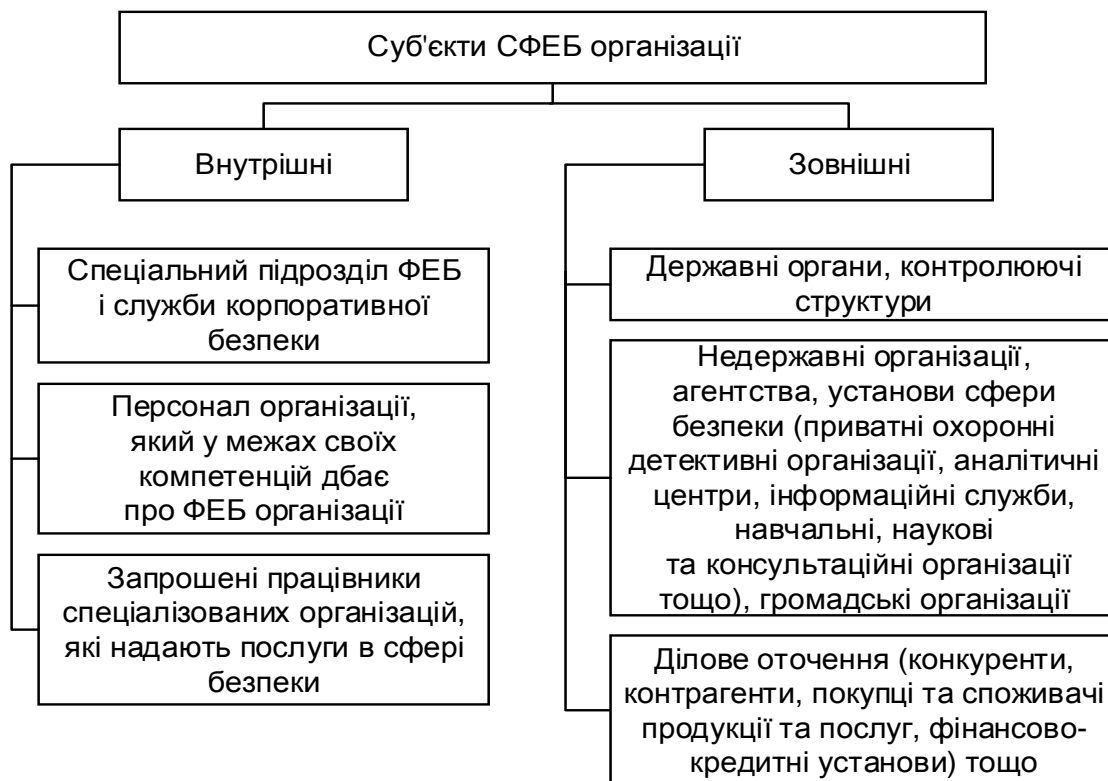 Суб'єкти СФЕБ організації
Внутрішні
Спеціальний підрозділ ФЕБ
і служби корпоративної
безпеки
Персонал організації,
який у межах своїх
компетенцій дбає
про ФЕБ організації
Запрошені працівники
спеціалізованих організацій,
які надають послуги в сфері
безпеки
Зовнішні
Державні органи, контролюючі
структури
Недержавні організації,
агентства, установи сфери
безпеки (приватні охоронні
детективні організації, аналітичні
центри, інформаційні служби,
навчальні, наукові
та консультаційні організації
тощо), громадські організації
Ділове оточення (конкуренти,
контрагенти, покупці та споживачі
продукції та послуг, фінансово-
кредитні установи) тощо